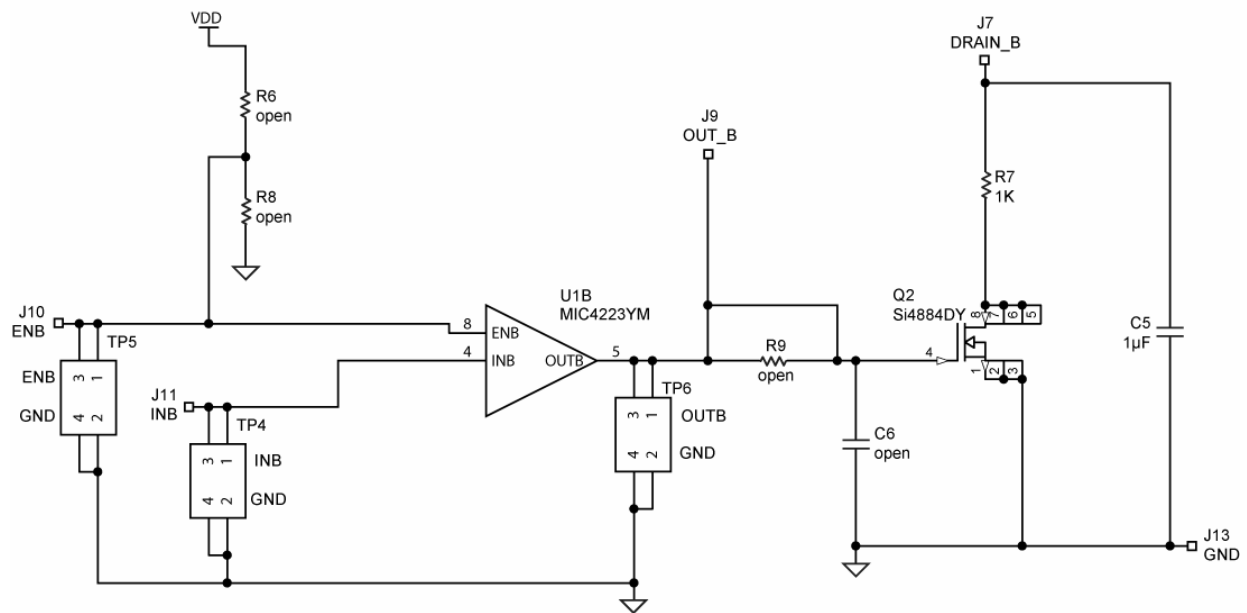 VDD
R6
open
R8
open
J7
DRAIN_B
R7
1K
J9
OUT_B
U1B
MIC4223YM
Q2
Si4884DY
8 7 6 5
C5
1µF
J10
ENB
TP5
ENB
3 1
GND
4 2
8
ENB
4
INB
OUTB
5
R9
open
4
1 2 3
J11
INB
TP4
3 1
INB
4 2
GND
TP6
3 1
OUTB
4 2
GND
C6
open
J13
GND